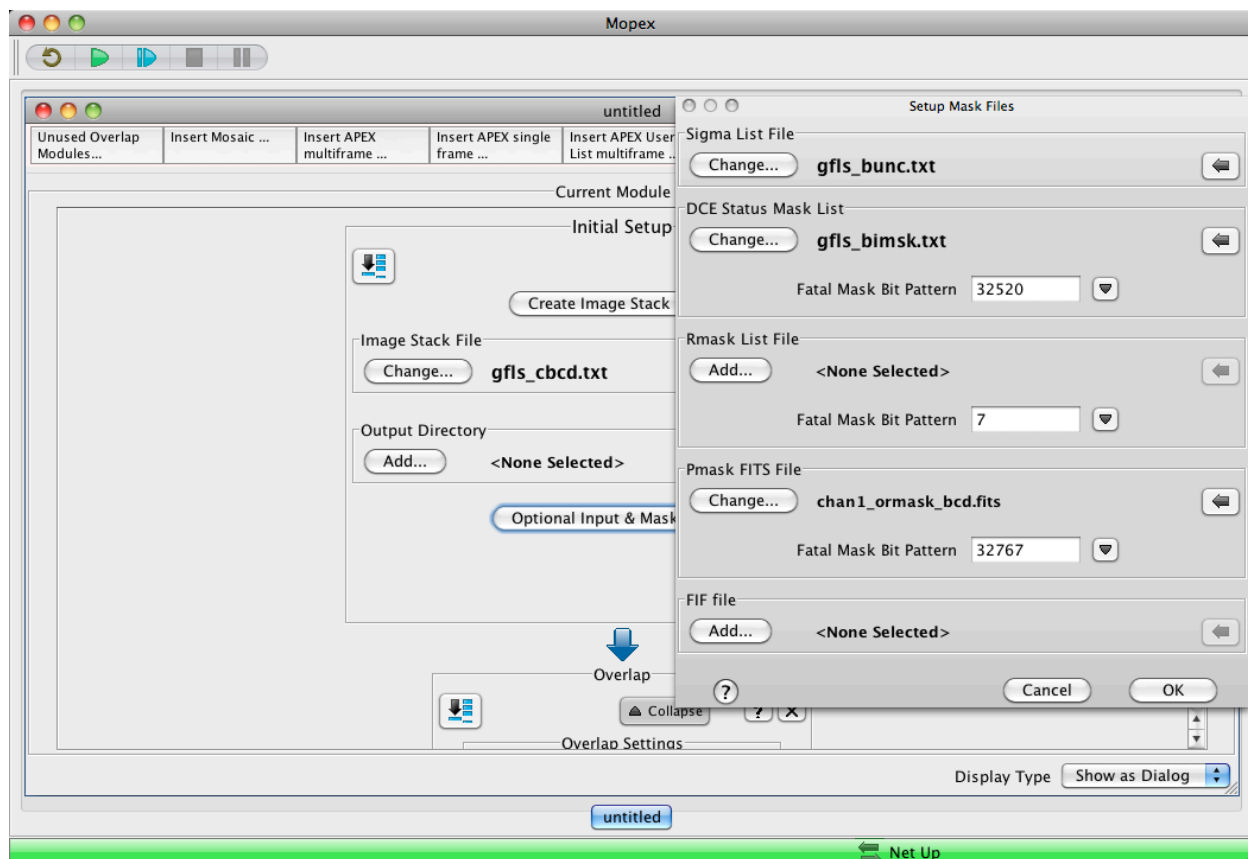 Mopex
untitled
Unused Overlap Modules...
Insert Mosaic ...
Insert APEX multiframe ...
Insert APEX single frame ...
Insert APEX User List multiframe ..
Current Module
Initial Setup
Create Image Stack
Image Stack File
Change...
gfls_cbcd.txt
Output Directory
Add...
<None Selected>
Optional Input & Mask
Overlap
Collapse
?
X
Overlap Settings
Setup Mask Files
Sigma List File
Change...
gfls_bunc.txt
DCE Status Mask List
Change...
gfls_bimsk.txt
Fatal Mask Bit Pattern
32520
Rmask List File
Add...
<None Selected>
Fatal Mask Bit Pattern
7
Pmask FITS File
Change...
chan1_ormask_bcd.fits
Fatal Mask Bit Pattern
32767
FIF file
Add...
<None Selected>
?
Cancel
OK
Display Type
Show as Dialog
untitled
Net Up